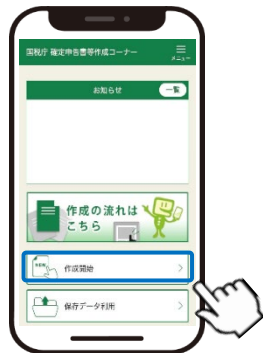 国税庁 確定申告書等作成コーナー
メニュー
お知らせ
一覧
作成の流れは
こちら
NEW
作成開始
保存データ利用